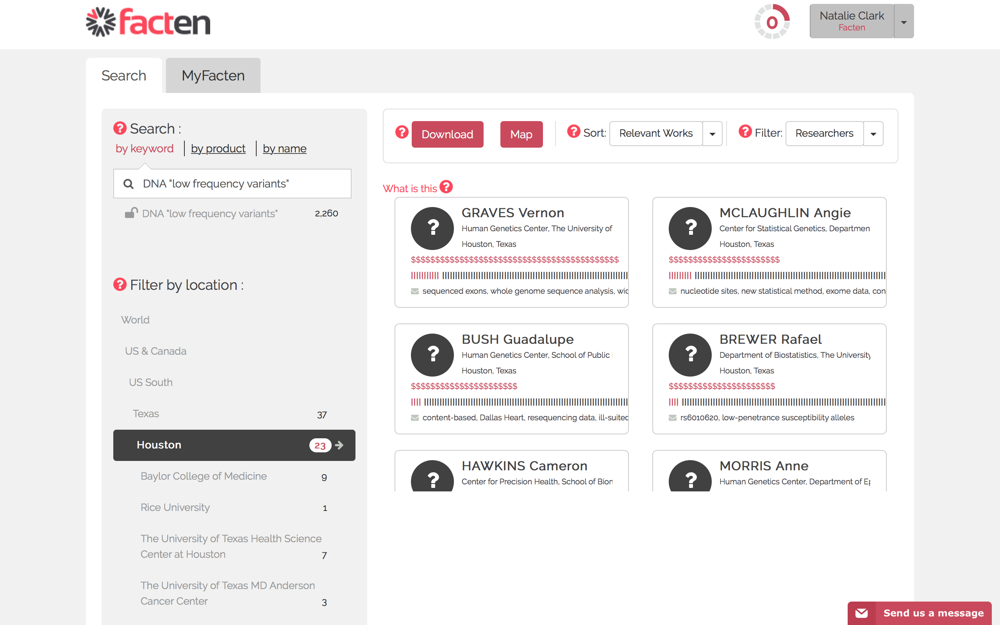 facten
0
Natalie Clark
Facten
Search
MyFacten
? Search :
by keyword
by product
by name
DNA "low frequency variants"
DNA "low frequency variants" 2,260
? Filter by location :
World
US & Canada
US South
Texas 37
Houston 23
Baylor College of Medicine 9
Rice University 1
The University of Texas Health Science
Center at Houston 7
The University of Texas MD Anderson
Cancer Center 3
? Download
Map
? Sort: Relevant Works
? Filter: Researchers
What is this ?
?
GRAVES Vernon
Human Genetics Center, The University of
Houston, Texas
$$$$$$$$$$$$$$$$$$$$$$$$$$$$$$$$$$$$$$$$$$$
sequenced exons, whole genome sequence analysis,
?
MCLAUGHLIN Angie
Center for Statistical Genetics, Departmen
Houston, Texas
$$$$$$$$$$$$$$$$$$$$$$$
nucleotide sites, new statistical method, exome data, con
?
BUSH Guadalupe
Human Genetics Center, School of Public
Houston, Texas
$$$$$$$$$$$$$$$$$$$$$$
content-based, Dallas Heart, resequencing data, ill-suited
?
BREWER Rafael
Department of Biostatistics, The University
Houston, Texas
$$$$$$$$$$$$$$$$$$$$$$
rs6010620, low-penetrance susceptibility alleles
?
HAWKINS Cameron
Center for Precision Health, School of Bion
?
MORRIS Anne
Human Genetics Center, Department of Ep
Send us a message